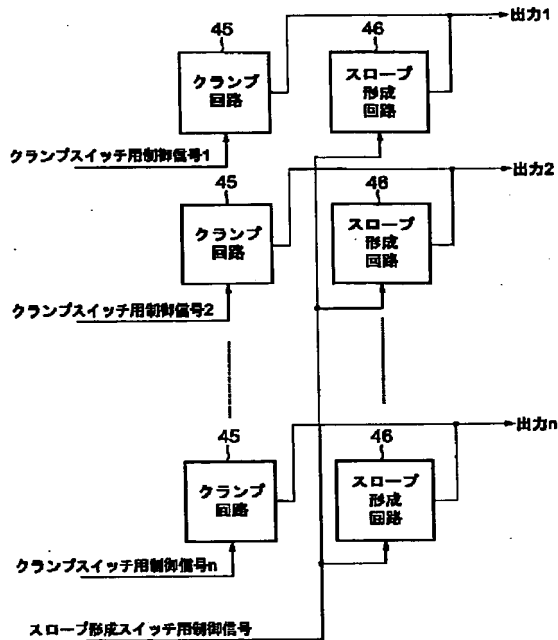 45
46
出力1
クランプ
回路
スロープ
形成
回路
クランプスイッチ用制御信号1
45
46
出力2
クランプ
回路
スロープ
形成
回路
クランプスイッチ用制御信号2
45
46
出力n
クランプ
回路
スロープ
形成
回路
クランプスイッチ用制御信号n
スロープ形成スイッチ用制御信号